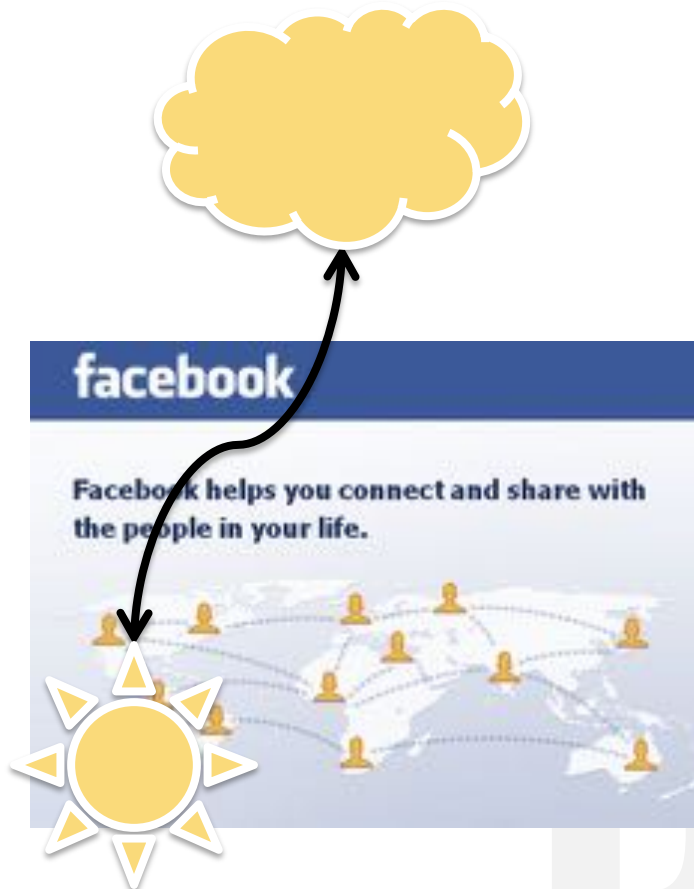 facebook
Facebook helps you connect and share with
the people in your life.